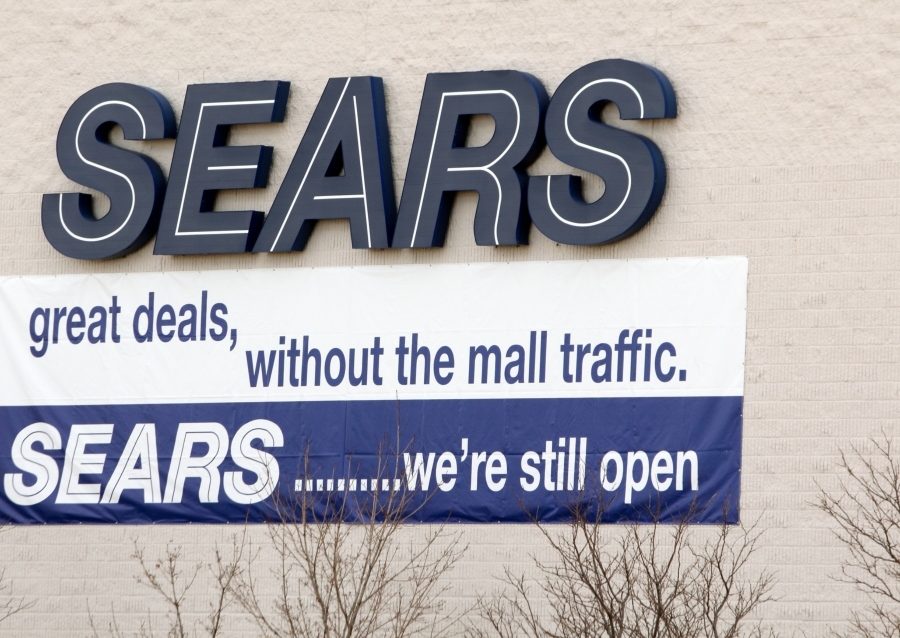 SEARS
great deals,
without the mall traffic.
SEARS ..........we're still open